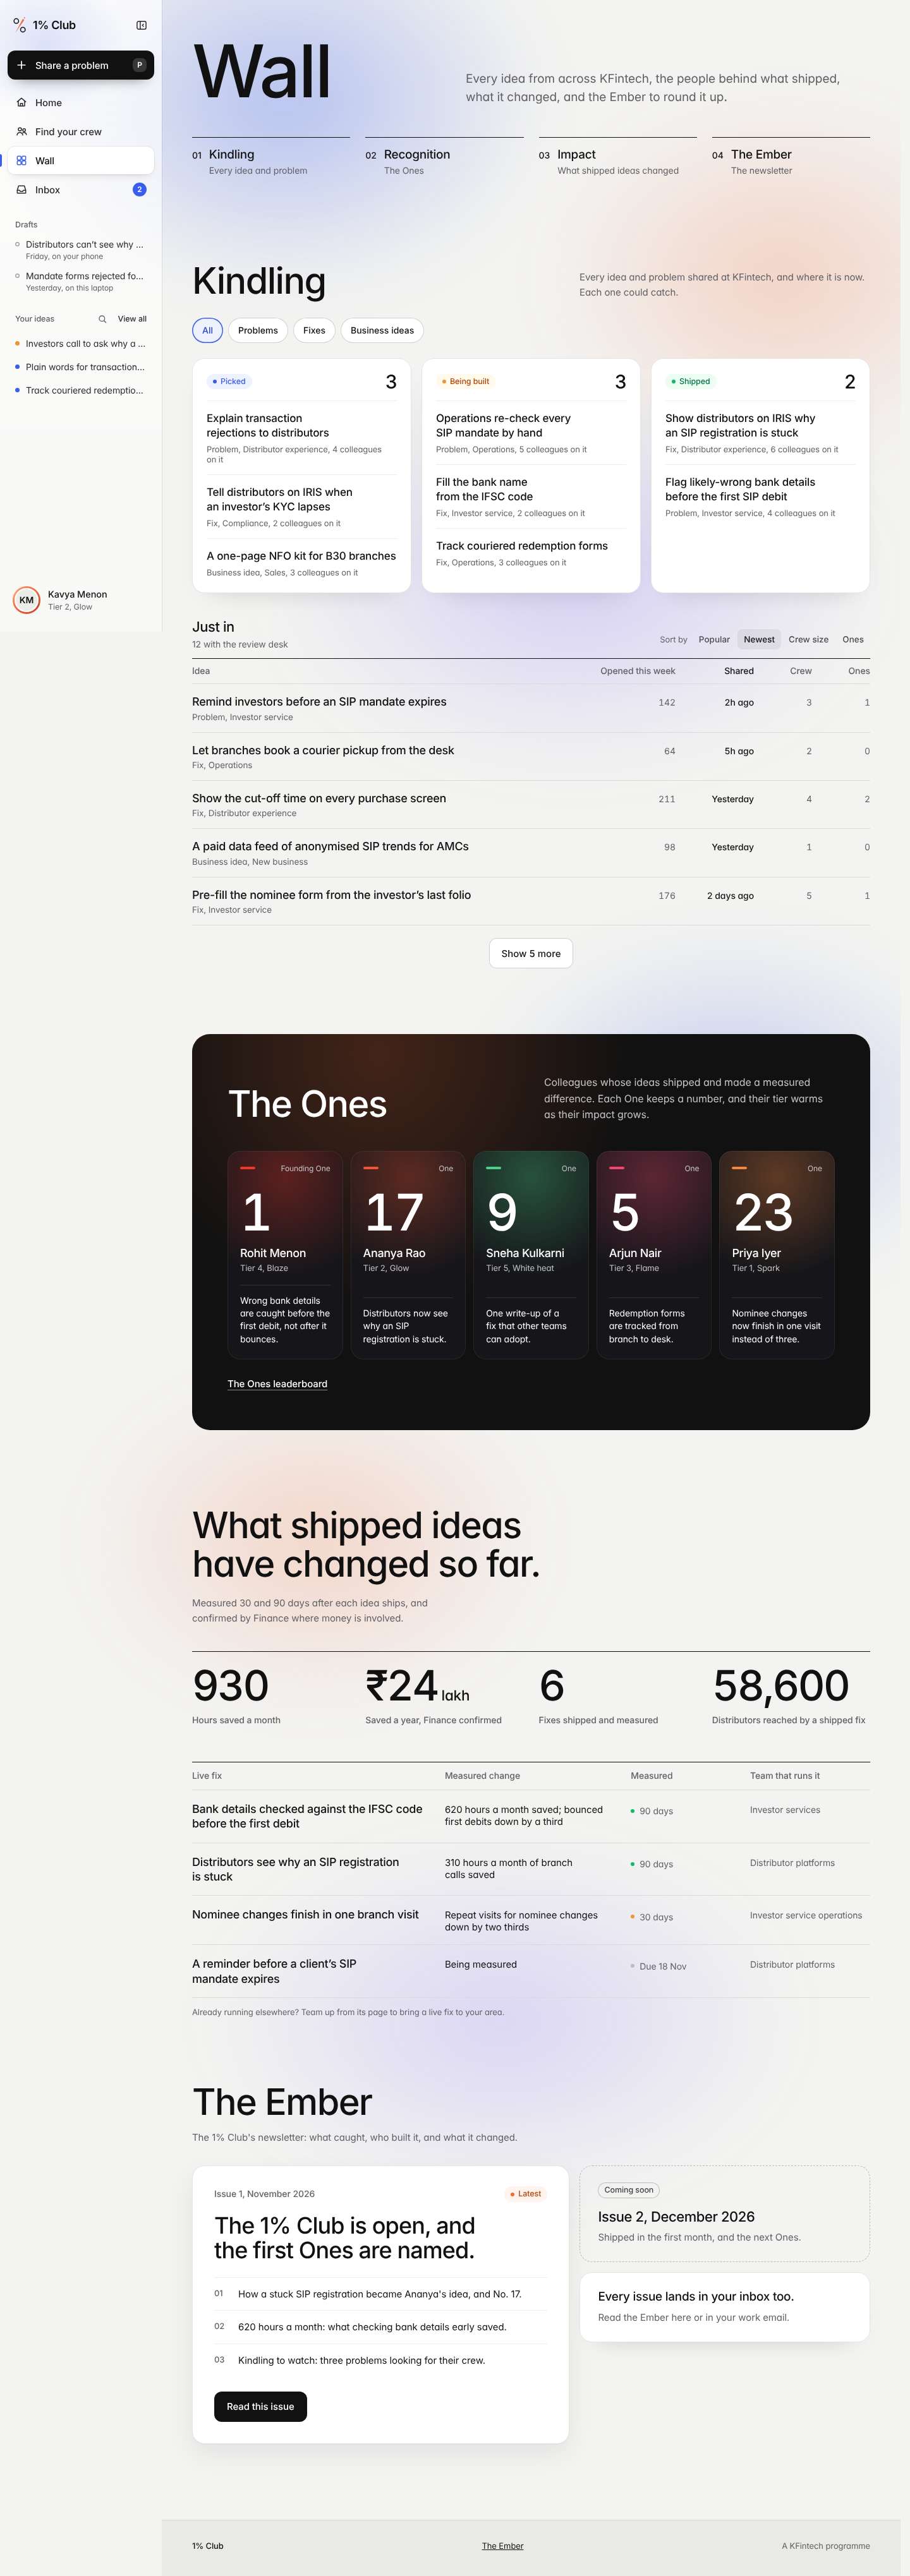 1% Club
Share a problem P
Home
Find your crew
Wall
Inbox 2
Drafts
Distributors can't see why ...
Friday, on your phone
Mandate forms rejected fo...
Yesterday, on this laptop
Your ideas View all
Investors call to ask why a ...
Plain words for transaction...
Track couriered redemptio...
KM
Kavya Menon
Tier 2, Glow
Wall
Every idea from across KFintech, the people behind what shipped,
what it changed, and the Ember to round it up.
01 Kindling
Every idea and problem
02 Recognition
The Ones
03 Impact
What shipped ideas changed
04 The Ember
The newsletter
Kindling
Every idea and problem shared at KFintech, and where it is now.
Each one could catch.
All Problems Fixes Business ideas
Picked 3
Explain transaction
rejections to distributors
Problem, Distributor experience, 4 colleagues
on it
Tell distributors on IRIS when
an investor's KYC lapses
Fix, Compliance, 2 colleagues on it
A one-page NFO kit for B30 branches
Business idea, Sales, 3 colleagues on it
Being built 3
Operations re-check every
SIP mandate by hand
Problem, Operations, 5 colleagues on it
Fill the bank name
from the IFSC code
Fix, Investor service, 2 colleagues on it
Track couriered redemption forms
Fix, Operations, 3 colleagues on it
Shipped 2
Show distributors on IRIS why
an SIP registration is stuck
Fix, Distributor experience, 6 colleagues on it
Flag likely-wrong bank details
before the first SIP debit
Problem, Investor service, 4 colleagues on it
Just in
12 with the review desk
Sort by Popular Newest Crew size Ones
Idea Opened this week Shared Crew Ones
Remind investors before an SIP mandate expires 142 2h ago 3 1
Problem, Investor service
Let branches book a courier pickup from the desk 64 5h ago 2 0
Fix, Operations
Show the cut-off time on every purchase screen 211 Yesterday 4 2
Fix, Distributor experience
A paid data feed of anonymised SIP trends for AMCs 98 Yesterday 1 0
Business idea, New business
Pre-fill the nominee form from the investor's last folio 176 2 days ago 5 1
Fix, Investor service
Show 5 more
The Ones
Colleagues whose ideas shipped and made a measured
difference. Each One keeps a number, and their tier warms
as their impact grows.
Founding One
1
Rohit Menon
Tier 4, Blaze
Wrong bank details
are caught before the
first debit, not after it
bounces.
One
17
Ananya Rao
Tier 2, Glow
Distributors now see
why an SIP
registration is stuck.
One
9
Sneha Kulkarni
Tier 5, White heat
One write-up of a
fix that other teams
can adopt.
One
5
Arjun Nair
Tier 3, Flame
Redemption forms
are tracked from
branch to desk.
One
23
Priya Iyer
Tier 1, Spark
Nominee changes
now finish in one visit
instead of three.
The Ones leaderboard
What shipped ideas
have changed so far.
Measured 30 and 90 days after each idea ships, and
confirmed by Finance where money is involved.
930
Hours saved a month
₹24 lakh
Saved a year, Finance confirmed
6
Fixes shipped and measured
58,600
Distributors reached by a shipped fix
Live fix Measured change Measured Team that runs it
Bank details checked against the IFSC code
before the first debit
620 hours a month saved; bounced
first debits down by a third
90 days
Investor services
Distributors see why an SIP registration
is stuck
310 hours a month of branch
calls saved
90 days
Distributor platforms
Nominee changes finish in one branch visit
Repeat visits for nominee changes
down by two thirds
30 days
Investor service operations
A reminder before a client's SIP
mandate expires
Being measured
Due 18 Nov
Distributor platforms
Already running elsewhere? Team up from its page to bring a live fix to your area.
The Ember
The 1% Club's newsletter: what caught, who built it, and what it changed.
Issue 1, November 2026 Latest
The 1% Club is open, and
the first Ones are named.
01 How a stuck SIP registration became Ananya's idea, and No. 17.
02 620 hours a month: what checking bank details early saved.
03 Kindling to watch: three problems looking for their crew.
Read this issue
Coming soon
Issue 2, December 2026
Shipped in the first month, and the next Ones.
Every issue lands in your inbox too.
Read the Ember here or in your work email.
1% Club The Ember A KFintech programme